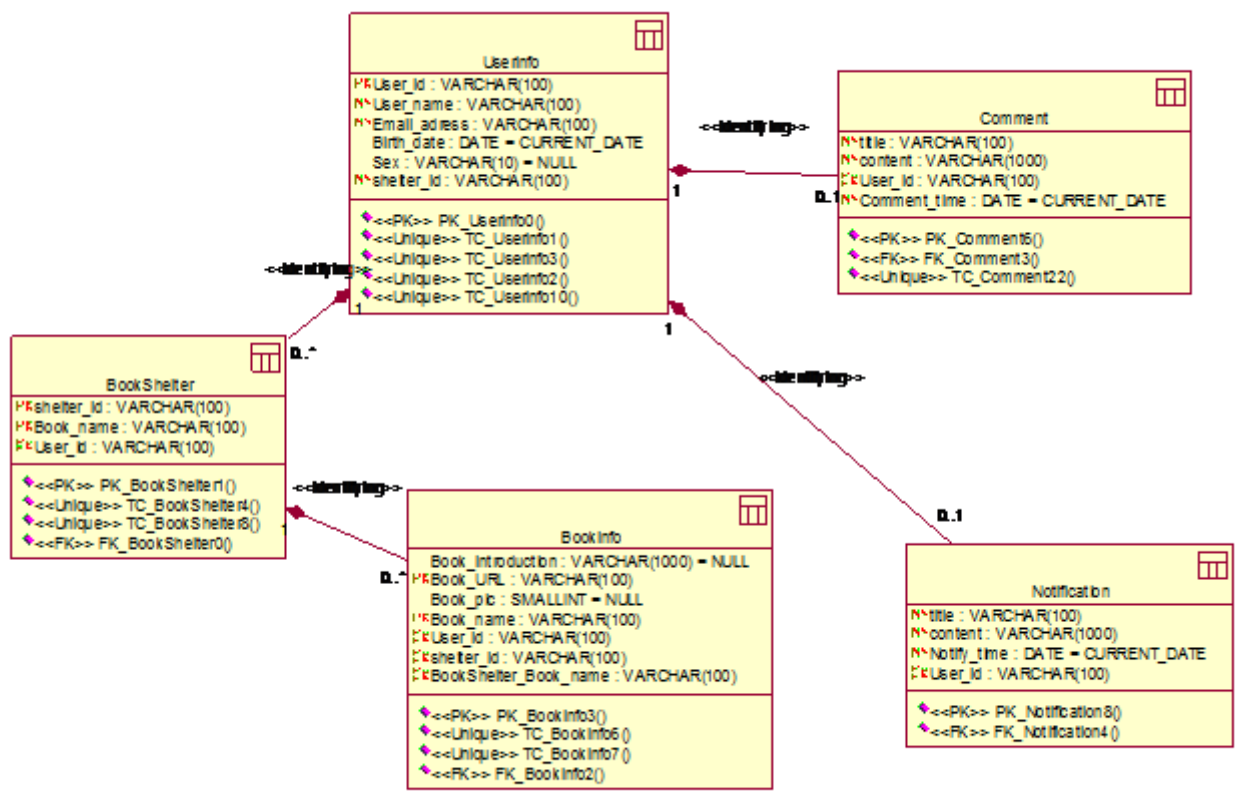 UserInfo
PK User_id : VARCHAR(100)
User_name : VARCHAR(100)
Email_adress : VARCHAR(100)
Birth_date : DATE = CURRENT_DATE
Sex : VARCHAR(10) = NULL
shelter_id : VARCHAR(100)
<<PK>> PK_UserInfo0()
<<Unique>> TC_UserInfo1()
<<Unique>> TC_UserInfo3()
<<Unique>> TC_UserInfo2()
<<Unique>> TC_UserInfo10()
<<Identifying>>
1
0..1
Comment
title : VARCHAR(100)
content : VARCHAR(1000)
User_id : VARCHAR(100)
Comment_time : DATE = CURRENT_DATE
<<PK>> PK_Comment6()
<<FK>> FK_Comment3()
<<Unique>> TC_Comment22()
<<Identifying>>
1
0..*
BookShelter
PK shelter_id : VARCHAR(100)
PK Book_name : VARCHAR(100)
User_id : VARCHAR(100)
<<PK>> PK_BookShelter1()
<<Unique>> TC_BookShelter4()
<<Unique>> TC_BookShelter8()
<<FK>> FK_BookShelter0()
<<Identifying>>
1
0..*
BookInfo
Book_Introduction : VARCHAR(1000) = NULL
PK Book_URL : VARCHAR(100)
Book_pic : SMALLINT = NULL
PK Book_name : VARCHAR(100)
User_id : VARCHAR(100)
shelter_id : VARCHAR(100)
BookShelter_Book_name : VARCHAR(100)
<<PK>> PK_BookInfo3()
<<Unique>> TC_BookInfo6()
<<Unique>> TC_BookInfo7()
<<FK>> FK_BookInfo2()
1
<<Identifying>>
0..1
Notification
title : VARCHAR(100)
content : VARCHAR(1000)
Notify_time : DATE = CURRENT_DATE
User_id : VARCHAR(100)
<<PK>> PK_Notification8()
<<FK>> FK_Notification4()